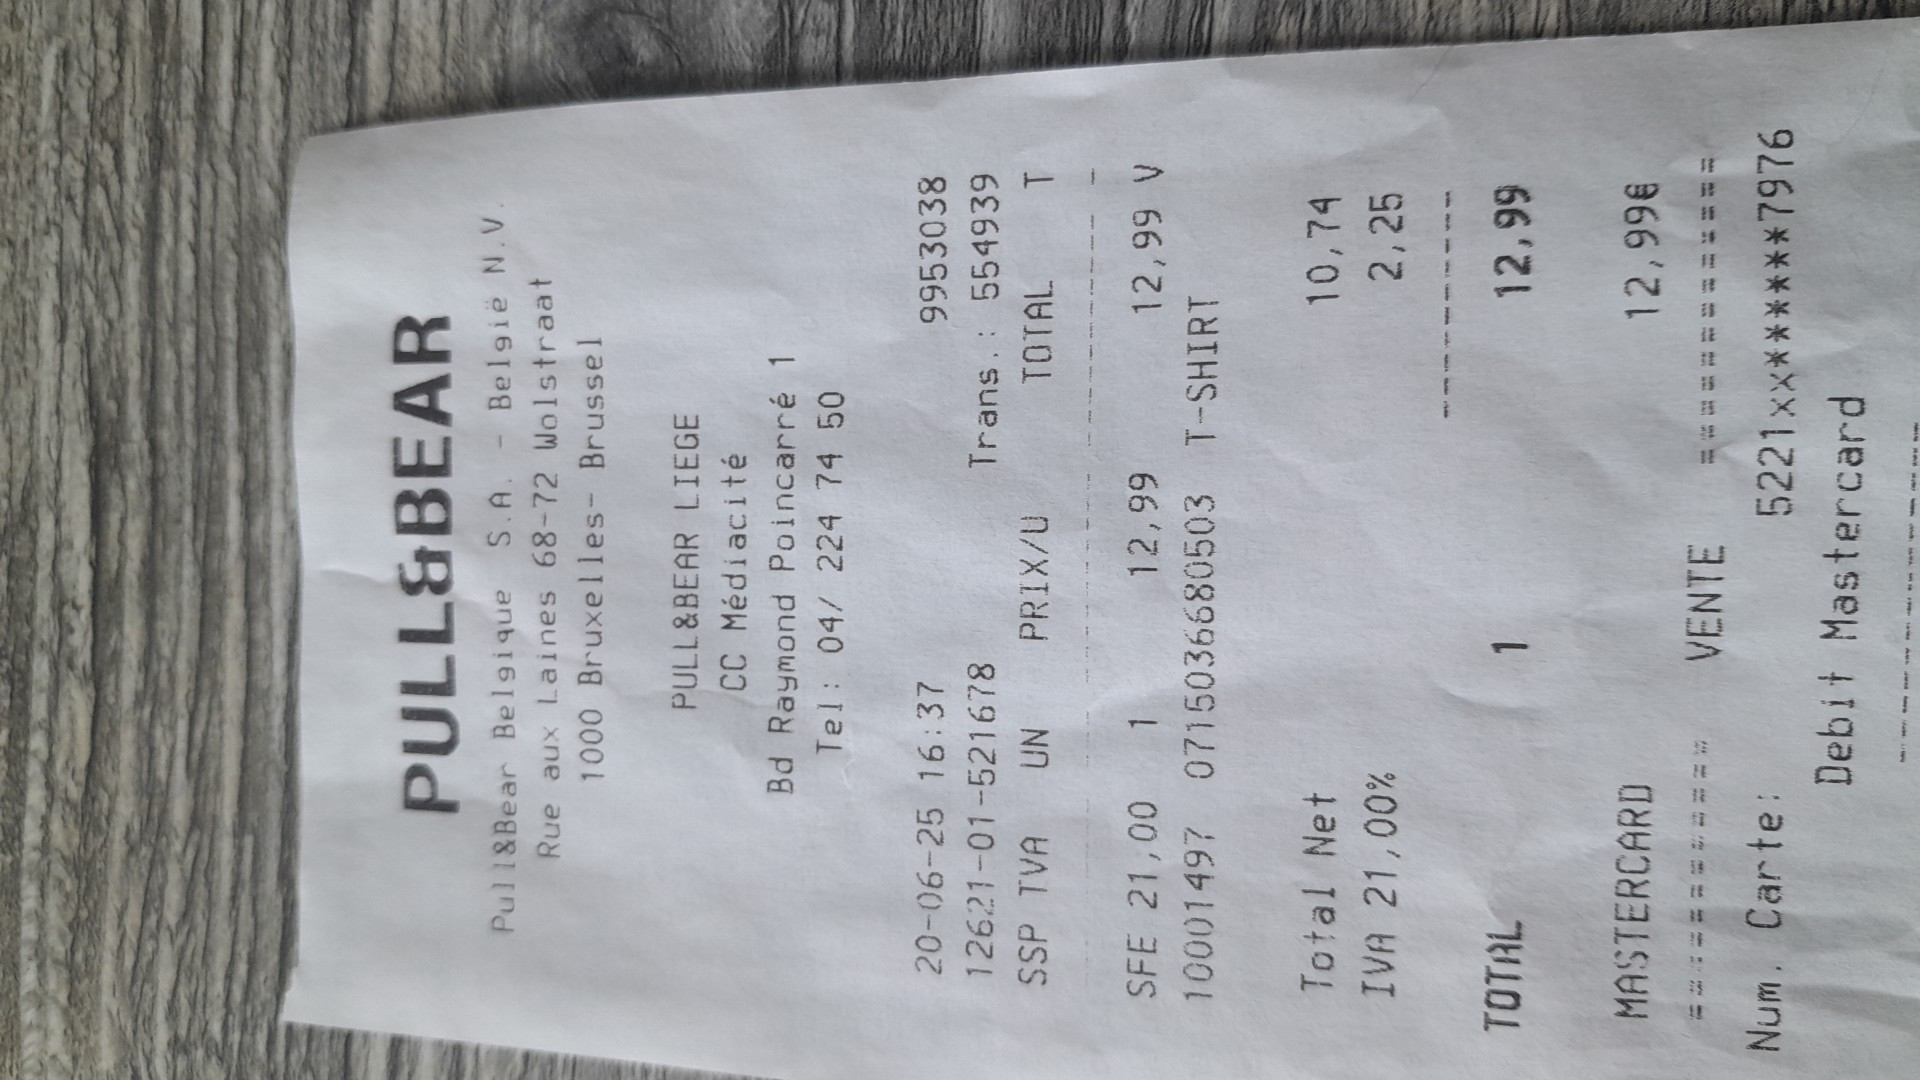 PULL&BEAR
Pull&Bear Belgique S.A. - België N.V.
Rue aux Laines 68-72 Wolstraat
1000 Bruxelles- Brussel
PULL&BEAR LIEGE
CC Médiacité
Bd Raymond Poincarré 1
Tel: 04/ 224 74 50
20-06-25 16:37 9953038
12621-01-521678 Trans.: 554939
SSP TVA UN PRIX/U TOTAL T
SFE 21,00 1 12,99 12,99 V
10001497 0715036680503 T-SHIRT
Total Net 10,74
IVA 21,00% 2,25
TOTAL 1 12,99
MASTERCARD 12,99€
============ VENTE ==============
Num. Carte: 5221xx******7976
Debit Mastercard